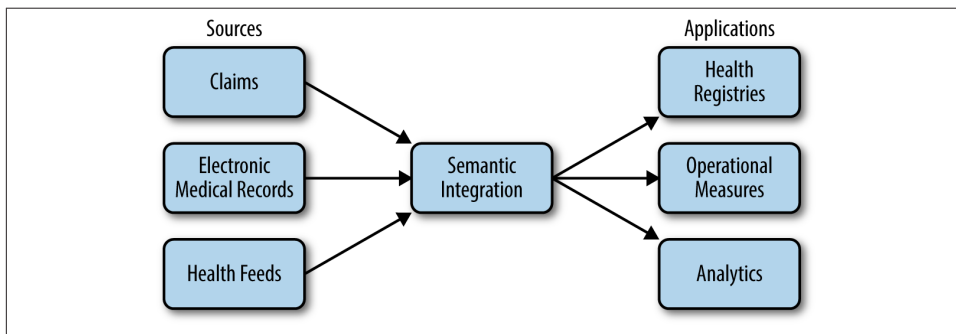 Sources
Applications
Claims
Health
Registries
Electronic
Medical Records
Semantic
Integration
Operational
Measures
Health Feeds
Analytics